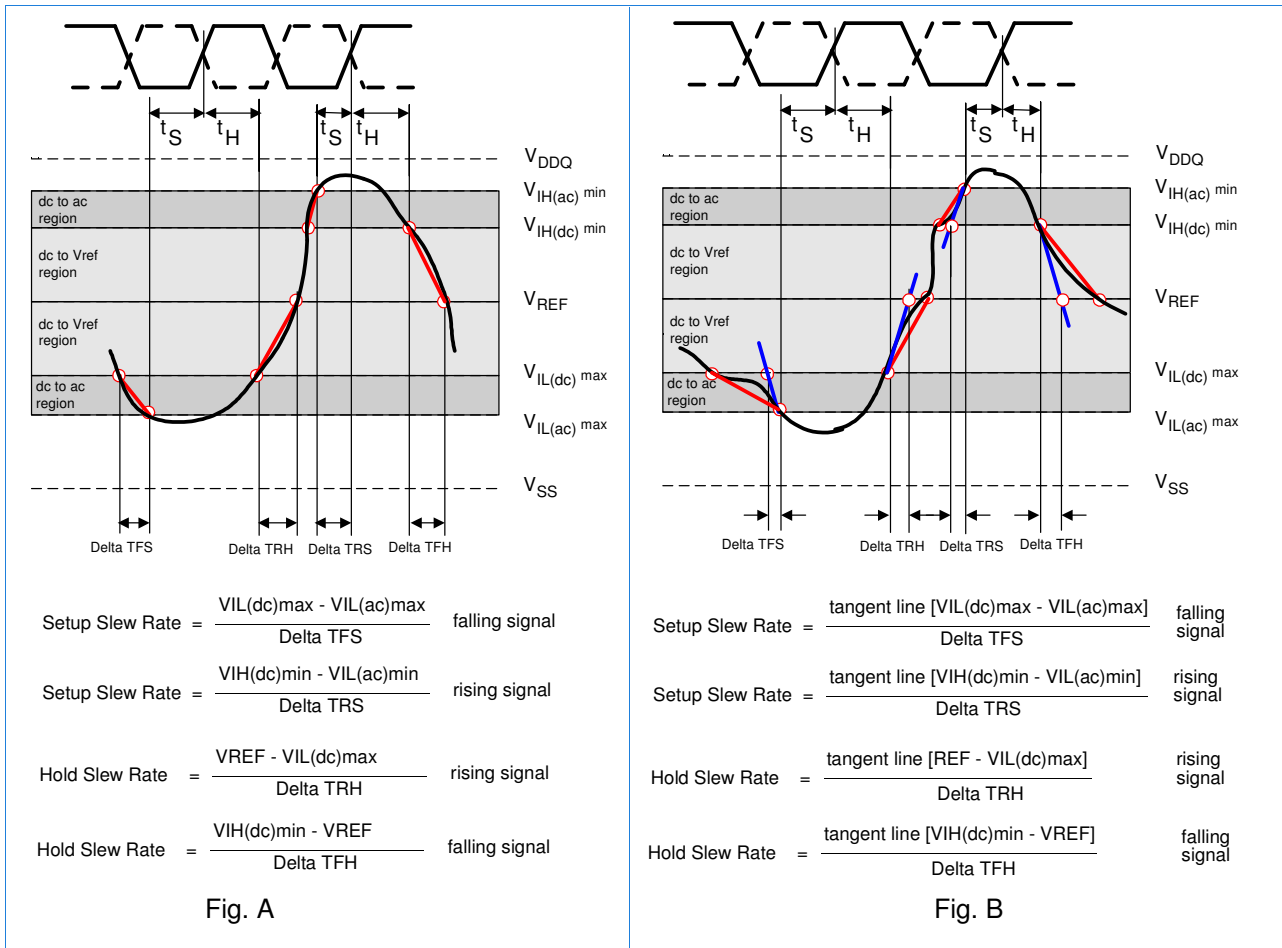 tS tH tS tH
VDDQ
VIH(ac) min
dc to ac
region
VIH(dc) min
dc to Vref
region
VREF
dc to Vref
region
VIL(dc) max
dc to ac
region
VIL(ac) max
VSS
Delta TFS Delta TRH Delta TRS Delta TFH
Setup Slew Rate = VIL(dc)max - VIL(ac)max
Delta TFS
falling signal
Setup Slew Rate = VIH(dc)min - VIL(ac)min
Delta TRS
rising signal
Hold Slew Rate = VREF - VIL(dc)max
Delta TRH
rising signal
Hold Slew Rate = VIH(dc)min - VREF
Delta TFH
falling signal
Fig. A
tS tH tS tH
VDDQ
VIH(ac) min
dc to ac
region
VIH(dc) min
dc to Vref
region
VREF
dc to Vref
region
VIL(dc) max
dc to ac
region
VIL(ac) max
VSS
Delta TFS Delta TRH Delta TRS Delta TFH
Setup Slew Rate = tangent line [VIL(dc)max - VIL(ac)max]
Delta TFS
falling
signal
Setup Slew Rate = tangent line [VIH(dc)min - VIL(ac)min]
Delta TRS
rising
signal
Hold Slew Rate = tangent line [REF - VIL(dc)max]
Delta TRH
rising
signal
Hold Slew Rate = tangent line [VIH(dc)min - VREF]
Delta TFH
falling
signal
Fig. B